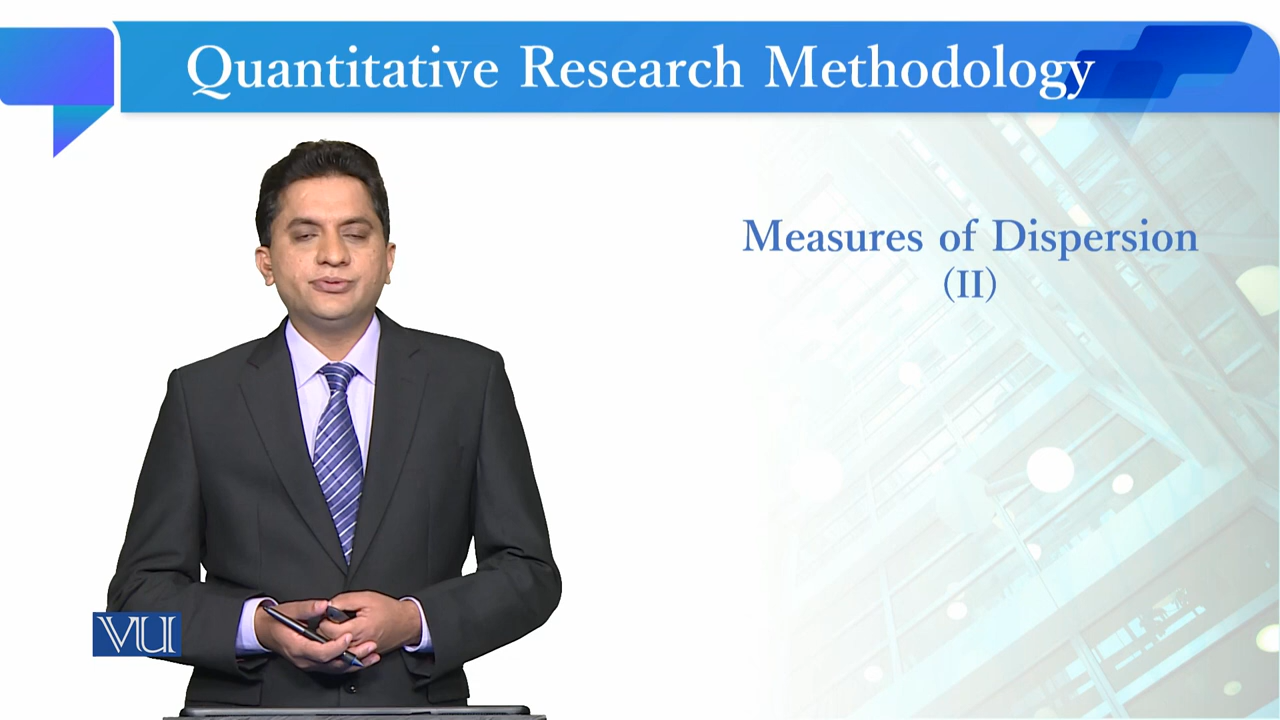 Quantitative Research Methodology
Measures of Dispersion
(II)
VU